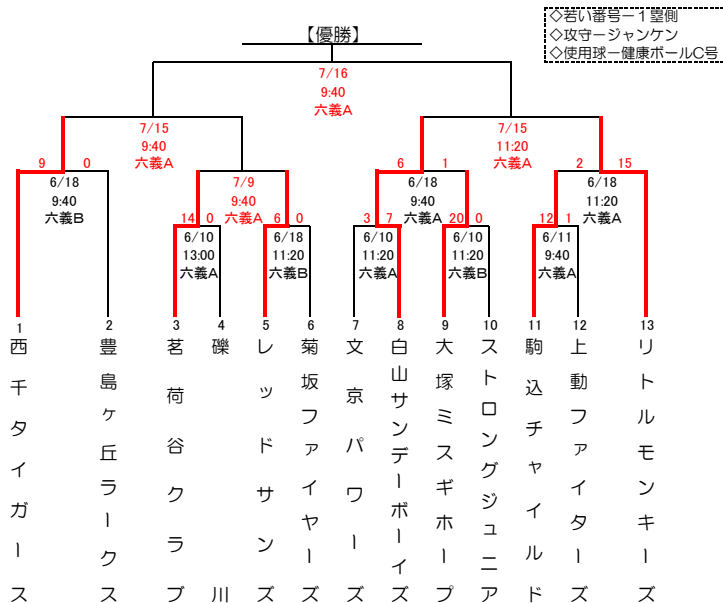 ◇若い番号－１塁側
◇攻守－ジャンケン
◇使用球－健康ボールC号
【優勝】
7/16
9:40
六義A
7/15
9:40
六義A
7/15
11:20
六義A
9 0
6/18
9:40
六義B
7/9
9:40
六義A
6 1
6/18
9:40
六義A
2 15
6/18
11:20
六義A
14 0
6/10
13:00
六義A
6 0
6/18
11:20
六義B
3 7
6/10
11:20
六義A
20 0
6/10
11:20
六義B
12 1
6/11
9:40
六義A
1 2 3 4 5 6 7 8 9 10 11 12 13
西千タイガース
豊島ヶ丘ラークス
茗荷谷クラブ
礫川
レッドサンズ
菊坂ファイヤーズ
文京パワーズ
白山サンデーボーイズ
大塚ミスギホープ
ストロングジュニア
駒込チャイルド
上動ファイターズ
リトルモンキーズ